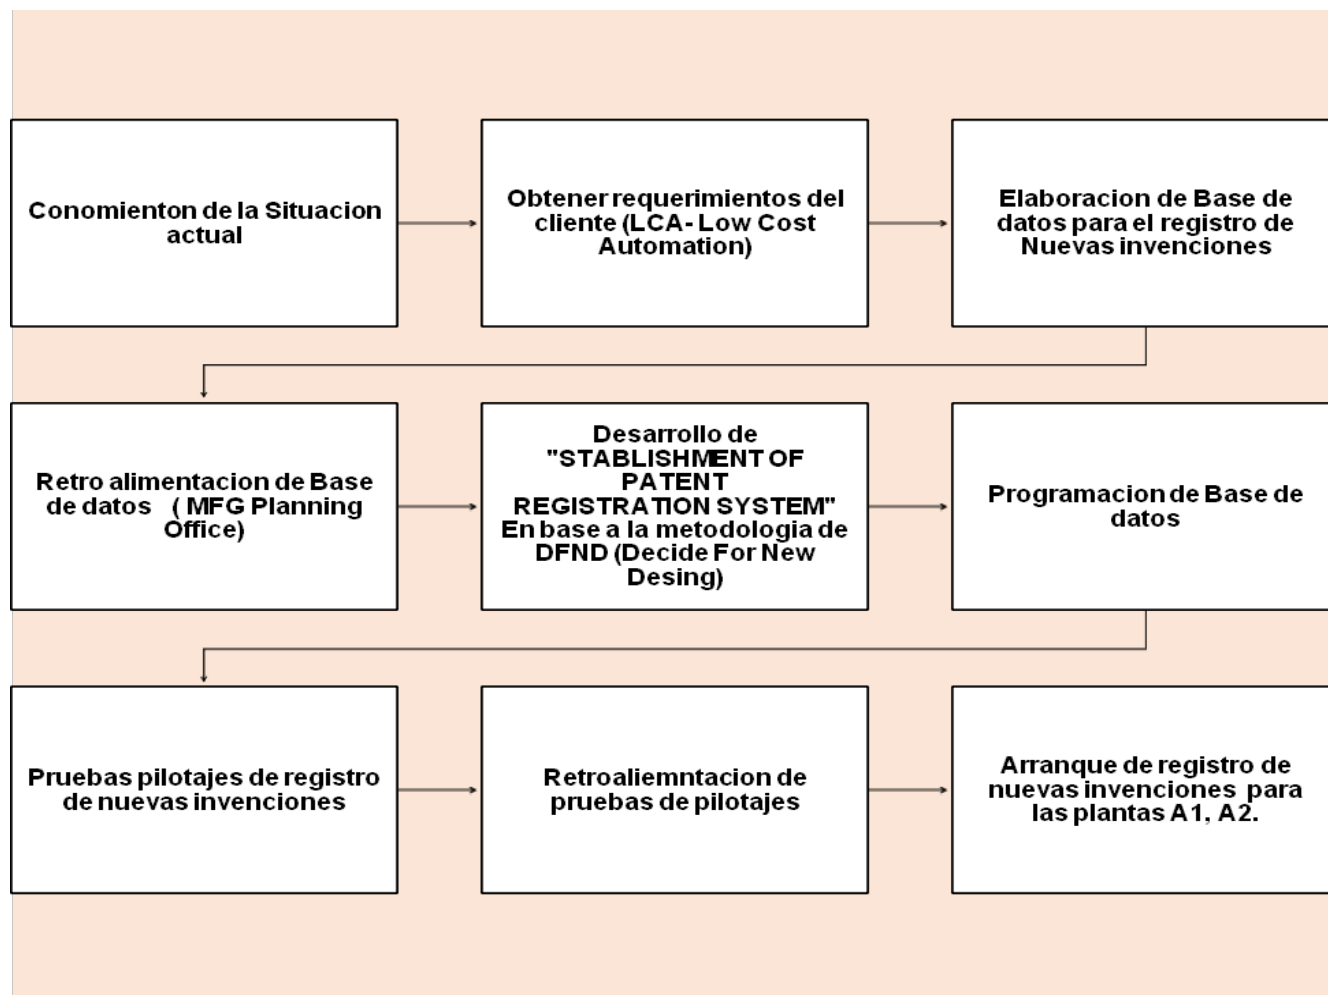 Conomienton de la Situacion
actual
Obtener requerimientos del
cliente (LCA- Low Cost
Automation)
Elaboracion de Base de
datos para el registro de
Nuevas invenciones
Retro alimentacion de Base
de datos ( MFG Planning
Office)
Desarrollo de
"STABLISHMENT OF
PATENT
REGISTRATION SYSTEM"
En base a la metodologia de
DFND (Decide For New
Desing)
Programacion de Base de
datos
Pruebas pilotajes de registro
de nuevas invenciones
Retroaliemntacion de
pruebas de pilotajes
Arranque de registro de
nuevas invenciones para
las plantas A1, A2.